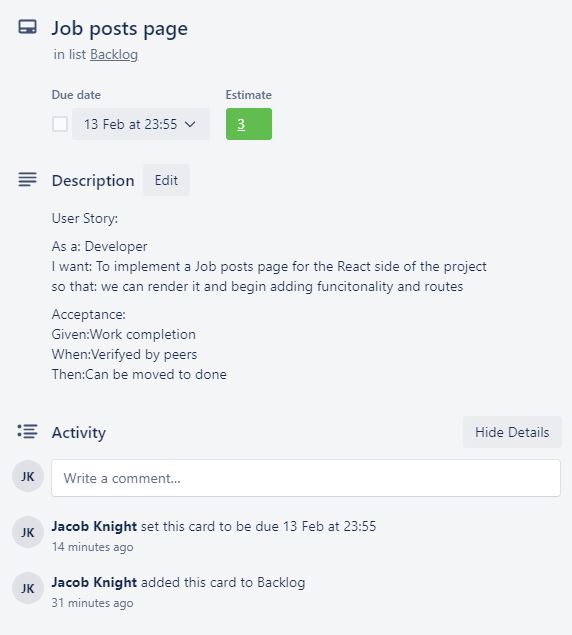 Job posts page
in list Backlog
Due date
Estimate
13 Feb at 23:55
3
Description
Edit
User Story:
As a: Developer
I want: To implement a Job posts page for the React side of the project
so that: we can render it and begin adding funcitonality and routes
Acceptance:
Given:Work completion
When:Verifyed by peers
Then:Can be moved to done
Activity
Hide Details
JK
Write a comment...
JK
Jacob Knight set this card to be due 13 Feb at 23:55
14 minutes ago
JK
Jacob Knight added this card to Backlog
31 minutes ago